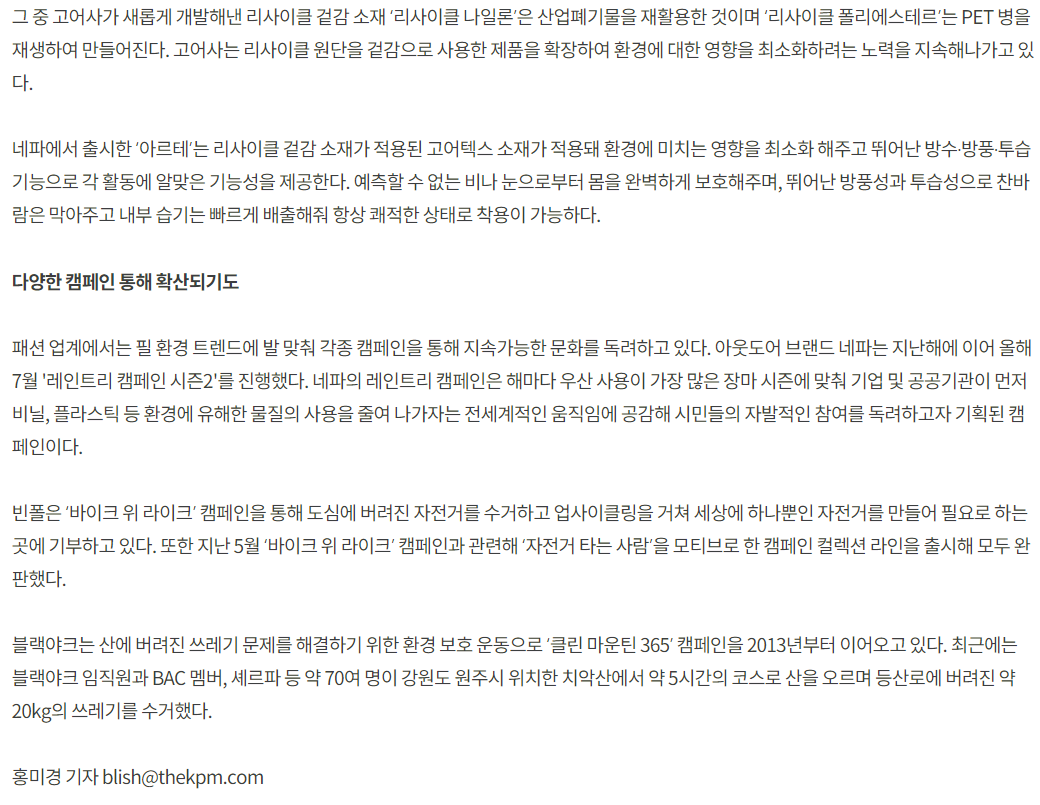 그 중 고어사가 새롭게 개발해낸 리사이클 겉감 소재 ‘리사이클 나일론’은 산업폐기물을 재활용한 것이며 ‘리사이클 폴리에스테르’는 PET 병을
재생하여 만들어진다. 고어사는 리사이클 원단을 겉감으로 사용한 제품을 확장하여 환경에 대한 영향을 최소화하려는 노력을 지속해나가고 있
다.
네파에서 출시한 ‘아르테’는 리사이클 겉감 소재가 적용된 고어텍스 소재가 적용돼 환경에 미치는 영향을 최소화 해주고 뛰어난 방수·방풍·투습
기능으로 각 활동에 알맞은 기능성을 제공한다. 예측할 수 없는 비나 눈으로부터 몸을 완벽하게 보호해주며, 뛰어난 방풍성과 투습성으로 찬바
람은 막아주고 내부 습기는 빠르게 배출해줘 항상 쾌적한 상태로 착용이 가능하다.
다양한 캠페인 통해 확산되기도
패션 업계에서는 필 환경 트렌드에 발 맞춰 각종 캠페인을 통해 지속가능한 문화를 독려하고 있다. 아웃도어 브랜드 네파는 지난해에 이어 올해
7월 '레인트리 캠페인 시즌2'를 진행했다. 네파의 레인트리 캠페인은 해마다 우산 사용이 가장 많은 장마 시즌에 맞춰 기업 및 공공기관이 먼저
비닐, 플라스틱 등 환경에 유해한 물질의 사용을 줄여 나가자는 전세계적인 움직임에 공감해 시민들의 자발적인 참여를 독려하고자 기획된 캠
페인이다.
빈폴은 ‘바이크 위 라이크’ 캠페인을 통해 도심에 버려진 자전거를 수거하고 업사이클링을 거쳐 세상에 하나뿐인 자전거를 만들어 필요로 하는
곳에 기부하고 있다. 또한 지난 5월 ‘바이크 위 라이크’ 캠페인과 관련해 ‘자전거 타는 사람’을 모티브로 한 캠페인 컬렉션 라인을 출시해 모두 완
판했다.
블랙야크는 산에 버려진 쓰레기 문제를 해결하기 위한 환경 보호 운동으로 ‘클린 마운틴 365’ 캠페인을 2013년부터 이어오고 있다. 최근에는
블랙야크 임직원과 BAC 멤버, 셰르파 등 약 70여 명이 강원도 원주시 위치한 치악산에서 약 5시간의 코스로 산을 오르며 등산로에 버려진 약
20kg의 쓰레기를 수거했다.
홍미경 기자 blish@thekpm.com